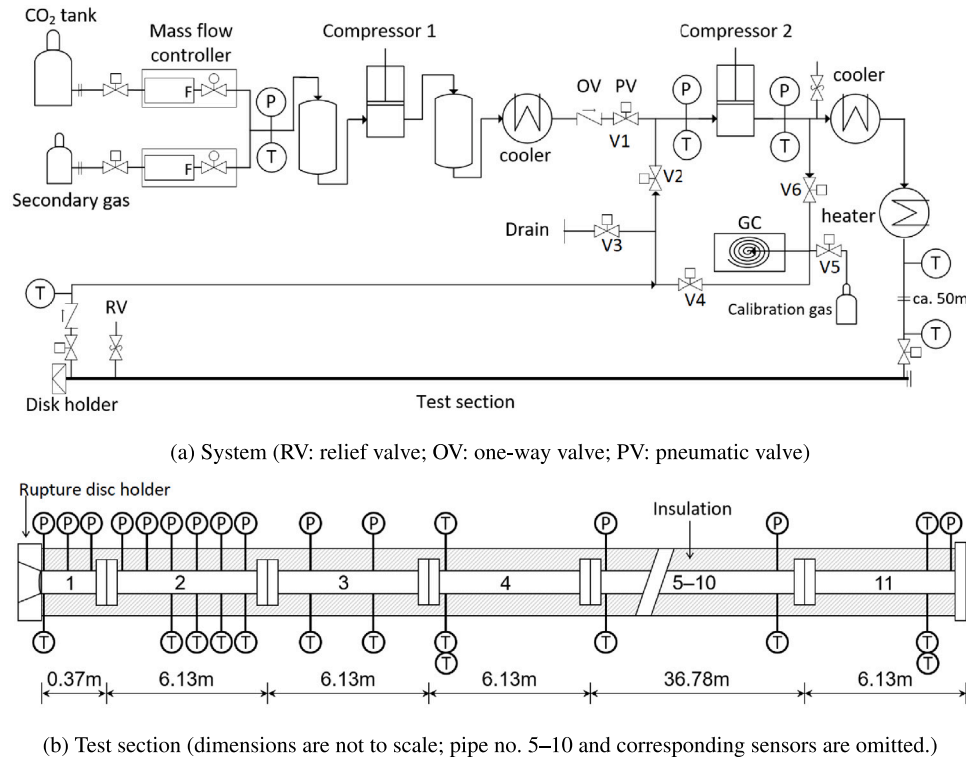 CO₂ tank
Mass flow
controller
Compressor 1
Compressor 2
F
P
T
F
Secondary gas
cooler
OV
PV
V1
P
T
P
T
cooler
V2
V6
heater
Drain
V3
GC
V5
V4
Calibration gas
T
ca. 50m
T
T
RV
Disk holder
Test section
(a) System (RV: relief valve; OV: one-way valve; PV: pneumatic valve)
Rupture disc holder
Insulation
P P P P P P P P P P P T P P T P
1 2 3 4 5–10 11
T T T T T T T T T T T
T T
0.37m 6.13m 6.13m 6.13m 36.78m 6.13m
(b) Test section (dimensions are not to scale; pipe no. 5–10 and corresponding sensors are omitted.)